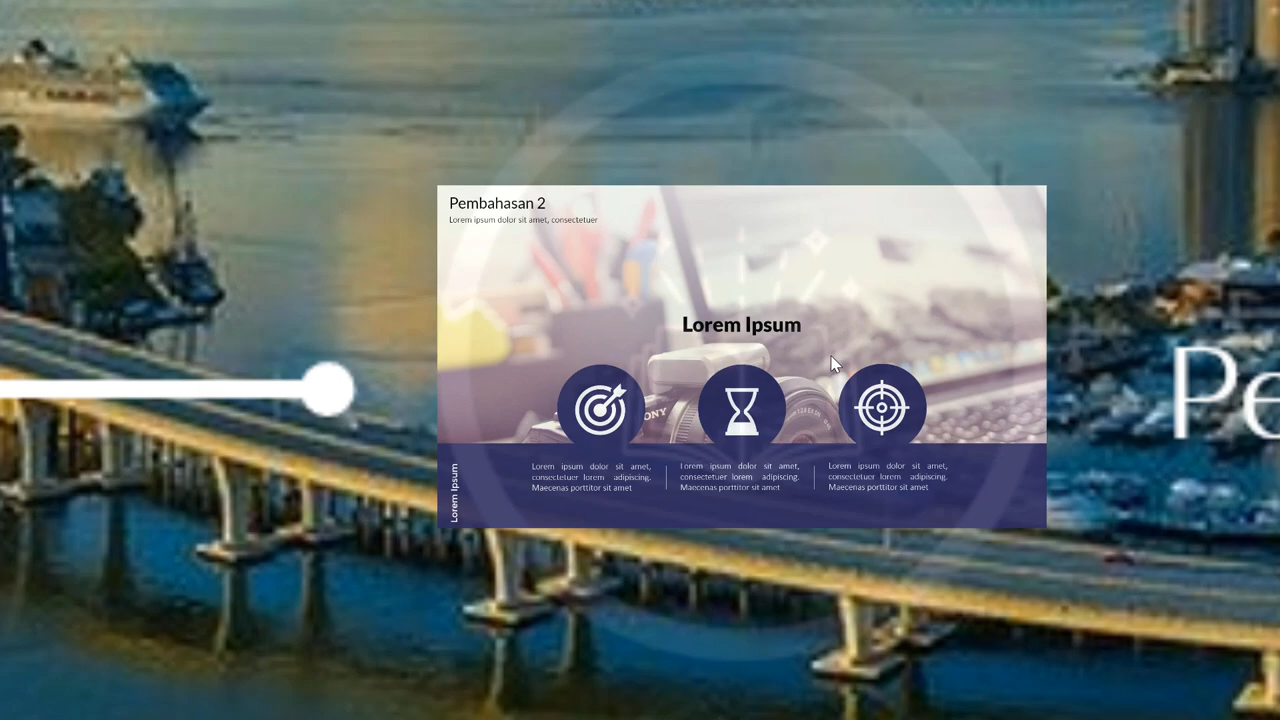 Pembahasan 2
Lorem ipsum dolor sit amet, consectetuer
Lorem Ipsum
Lorem Ipsum
Lorem ipsum dolor sit amet,
consectetuer lorem adipiscing.
Maecenas porttitor sit amet
Lorem ipsum dolor sit amet,
consectetuer lorem adipiscing.
Maecenas porttitor sit amet
Lorem ipsum dolor sit amet,
consectetuer lorem adipiscing.
Maecenas porttitor sit amet
Pe